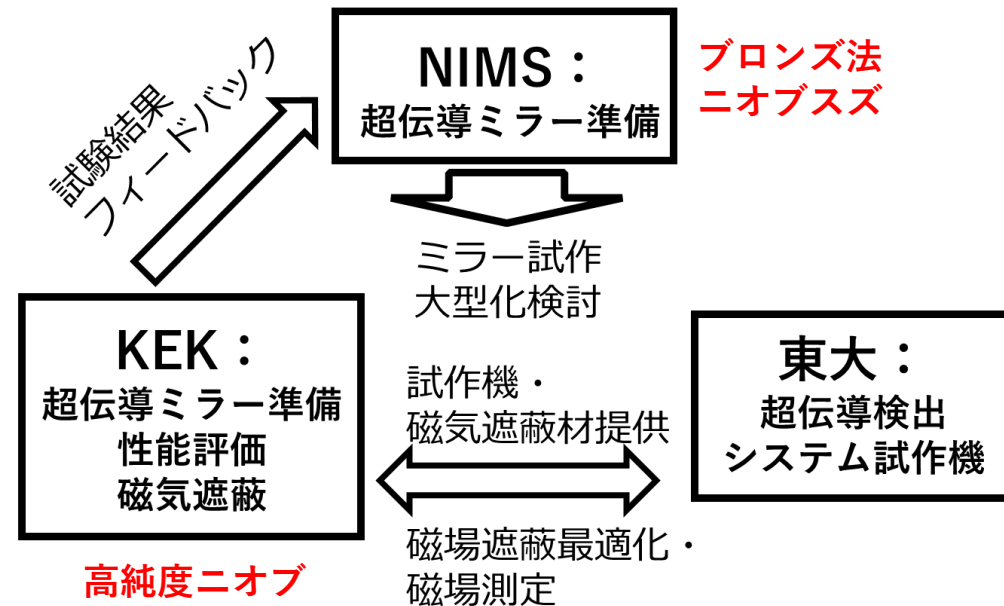 NIMS：
超伝導ミラー準備
ブロンズ法
ニオブスズ
試験結果
フィードバック
ミラー試作
大型化検討
KEK：
超伝導ミラー準備
性能評価
磁気遮蔽
高純度ニオブ
試作機・
磁気遮蔽材提供
磁場遮蔽最適化・
磁場測定
東大：
超伝導検出
システム試作機